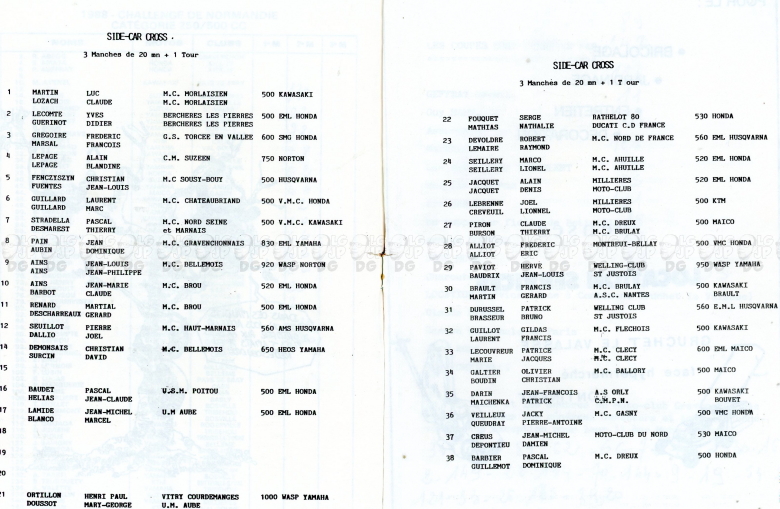 SIDE-CAR CROSS
3 Manches de 20 mn + 1 Tour
1 MARTIN LUC M.C. MORLAISIEN 500 KAWASAKI
LOZACH CLAUDE M.C. MORLAISIEN
2 LECOMTE YVES BERCHERES LES PIERRES 500 EML HONDA
GUERINOT DIDIER BERCHERES LES PIERRES
3 GREGOIRE FREDERIC G.S. TORCEE EN VALLEE 600 SMG HONDA
MARSAL FRANCOIS
4 LEPAGE ALAIN C.M. SUZEEN 750 NORTON
LEPAGE BLANDINE
5 FENCZYSZYN CHRISTIAN M.C SOUSY-BOUY 500 HUSQVARNA
FUENTES JEAN-LOUIS
6 GUILLARD LAURENT M.C. CHATEAUBRIAND 500 V.M.C. HONDA
GUILLARD MARC
7 STRADELLA PASCAL M.C. NORD SEINE 500 V.M.C. KAWASAKI
DESMAREST THIERRY et MARNAIS
8 PAIN JEAN M.C. GRAVENCHONNAIS 830 EML YAMAHA
AUBIN DOMINIQUE
9 AINS JEAN-LOUIS M.C. BELLEMOIS 920 WASP NORTON
AINS JEAN-PHILIPPE
10 AINS JEAN-MARIE M.C. BROU 520 EML HONDA
BARBOT CLAUDE
11 RENARD MARTIAL M.C. BROU 500 EML HONDA
DESCHARREAUX GERARD
12 SEUILLOT PIERRE M.C. HAUT-MARNAIS 560 AMS HUSQVARNA
DALLIO JOEL
14 DEMONSAIS CHRISTIAN M.C. BELLEMOIS 650 HEOS YAMAHA
SURCIN DAVID
15
16 BAUDET PASCAL U.S.M. POITOU 500 EML HONDA
HELIAS JEAN-CLAUDE
17 LAMIDE JEAN-MICHEL U.M AUBE 500 EML HONDA
BLANCO MARCEL
18
19
20
21 ORTILLON HENRI PAUL VITRY COURDEMANGES 1000 WASP YAMAHA
DOUSSOT MARY-GEORGE U.M. AUBE
SIDE-CAR CROSS
3 Manches de 20 mn + 1 T our
22 FOUQUET SERGE RATHELOT 80 530 HONDA
MATHIAS NATHALIE DUCATI C.D FRANCE
23 DEVOLDRE ROBERT M.C. NORD DE FRANCE 560 EML HUSQVARNA
LEMAIRE RAYMOND
24 SEILLERY MARCO M.C. AHUILLE 520 EML HONDA
SEILLERY LIONEL M.C. AHUILLE
25 JACQUET ALAIN MILLIERES 520 EML HONDA
JACQUET DENIS MOTO-CLUB
26 LEBRENNE JOEL MILLIERES 500 KTM
CREVEUIL LIONNEL MOTO-CLUB
27 PIRON CLAUDE M.C. DREUX 500 MAICO
BURSON THIERRY M.C. BRULAY
28 ALLIOT FREDERIC MONTREUI-BELLAY 500 VMC HONDA
ALLIOT ERIC
29 PAVIOT HERVE WELLING-CLUB 950 WASP YAMAHA
BAUDRIX JEAN-LOUIS ST JUSTOIS
30 BRAULT FRANCIS M.C. BRULAY 500 KAWASAKI
MARTIN GERARD A.S.C. NANTES BRAULT
31 DURUSSEL PATRICK WELLING CLUB 560 E.M.L HUSQVARNA
BRASSEUR BRUNO ST JUSTOIS
32 GUILLOT GILDAS M.C. FLECHOIS 500 KAWASAKI
LAURENT FRANCIS
33 LECOUVREUR PATRICE M.C. CLECT 600 EML MAICO
MARIE JACQUES M.C. CLECY
34 GALTIER OLIVIER M.C. BALLORY 500 MAICO
BOUDIN CHRISTIAN
35 DARIN JEAN-FRANCOIS A.S ORLY 500 KAWASAKI
MAICHENKA PATRICK C.M.P.N. BOUVET
36 VEILLEUX JACKY M.C. GASNY 500 VMC HONDA
QUEUDRAY PIERRE-ANTOINE
37 CREUS JEAN-MICHEL MOTO-CLUB DU NORD 530 MAICO
DEPONTIEU DAMIEN
38 BARBIER PASCAL M.C. DREUX 500 HONDA
GUILLEMOT DOMINIQUE